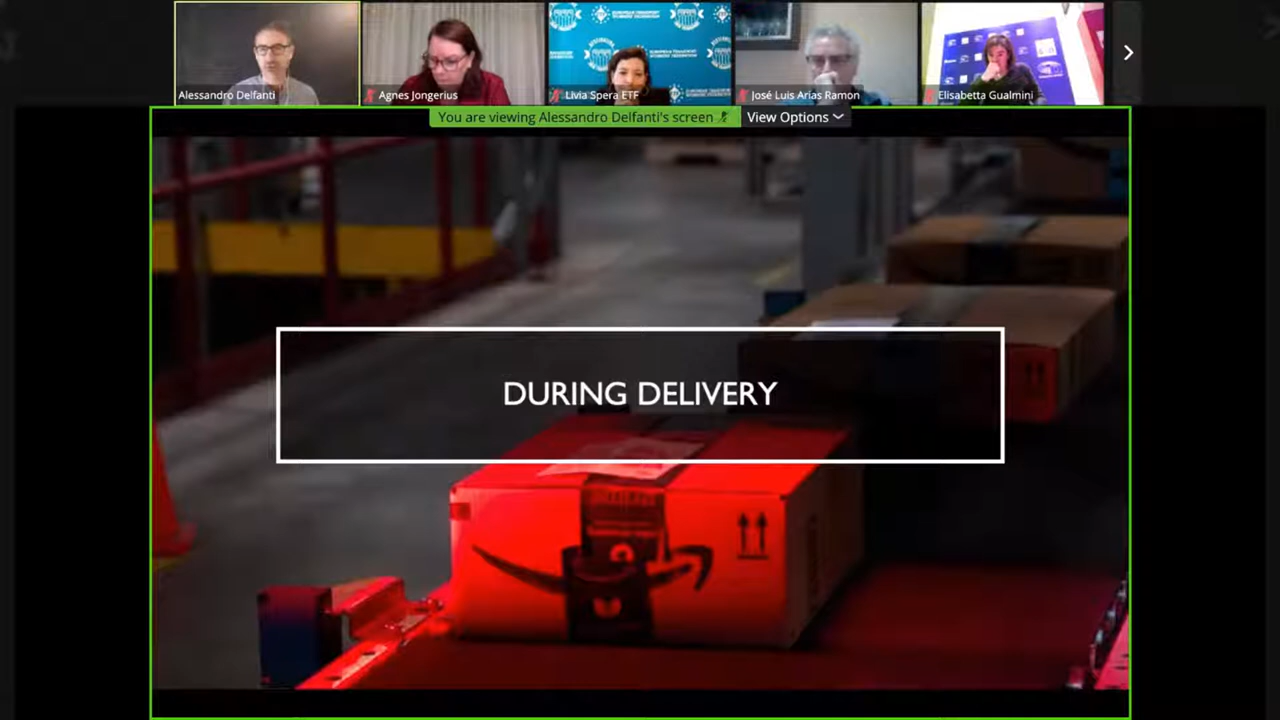 Alessandro Delfanti
Agnes Jongerius
Livia Spera ETF
José Luis Arias Ramon
Elisabetta Gualmini
You are viewing Alessandro Delfanti's screen
View Options
DURING DELIVERY